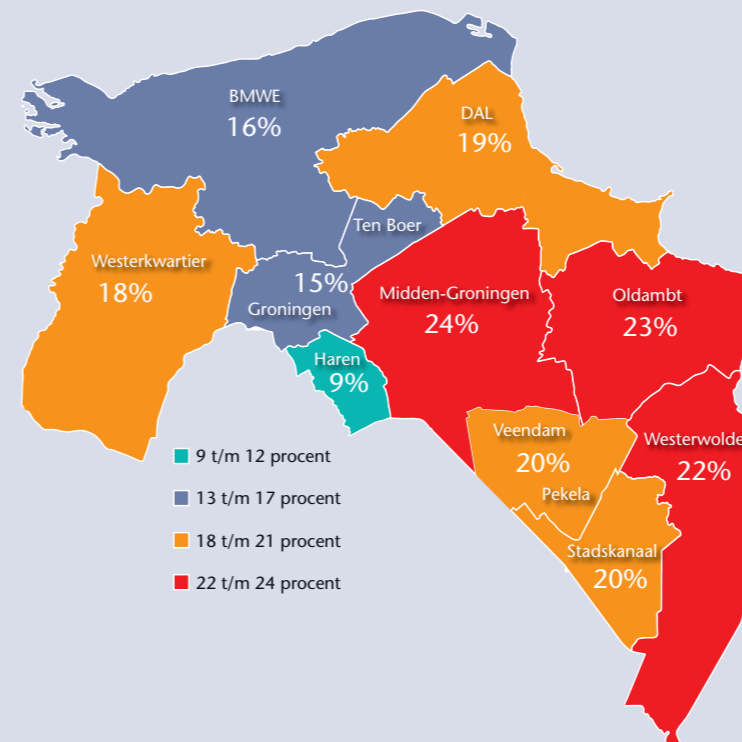 BMWE
16%
DAL
19%
Ten Boer
Westerkwartier
18%
15%
Groningen
Midden-Groningen
24%
Oldambt
23%
Haren
9%
Veendam
20%
Pekela
Westerwolde
22%
Stadskanaal
20%
9 t/m 12 procent
13 t/m 17 procent
18 t/m 21 procent
22 t/m 24 procent